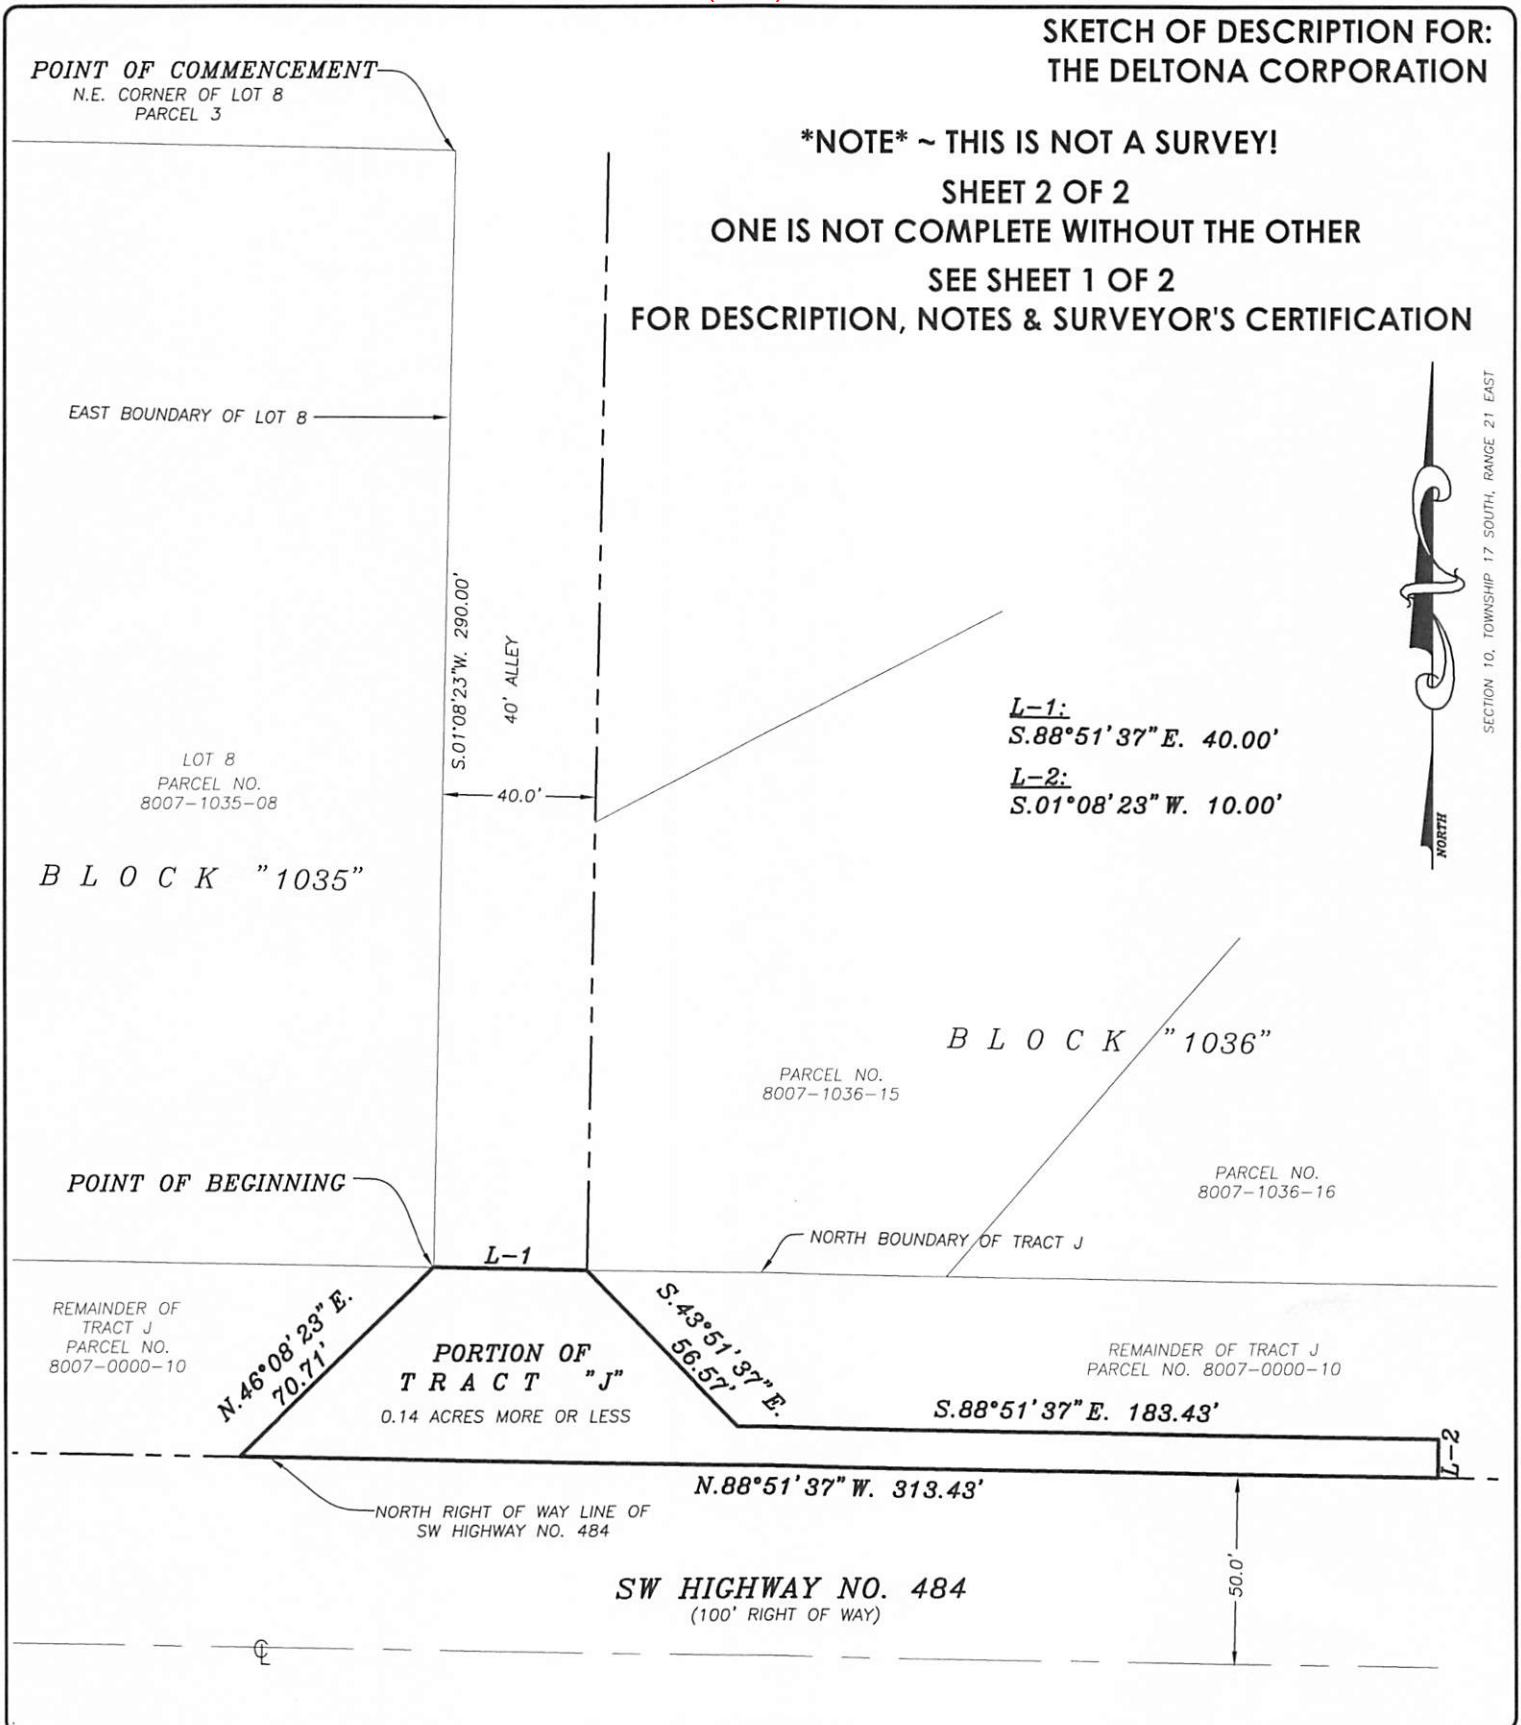 SKETCH OF DESCRIPTION FOR:
THE DELTONA CORPORATION
POINT OF COMMENCEMENT
N.E. CORNER OF LOT 8
PARCEL 3
*NOTE* ~ THIS IS NOT A SURVEY!
SHEET 2 OF 2
ONE IS NOT COMPLETE WITHOUT THE OTHER
SEE SHEET 1 OF 2
FOR DESCRIPTION, NOTES & SURVEYOR'S CERTIFICATION
SECTION 10, TOWNSHIP 17 SOUTH, RANGE 21 EAST
EAST BOUNDARY OF LOT 8
S.01°08'23"W. 290.00'
40' ALLEY
L-1:
S.88°51'37"E. 40.00'
L-2:
S.01°08'23"W. 10.00'
NORTH
LOT 8
PARCEL NO.
8007-1035-08
40.0'
BLOCK "1035"
BLOCK "1036"
PARCEL NO.
8007-1036-15
PARCEL NO.
8007-1036-16
POINT OF BEGINNING
NORTH BOUNDARY OF TRACT J
L-1
REMAINDER OF
TRACT J
PARCEL NO.
8007-0000-10
N.46°08'23"E.
70.71'
PORTION OF
TRACT "J"
0.14 ACRES MORE OR LESS
S.43°51'37"E.
56.57'
REMAINDER OF TRACT J
PARCEL NO. 8007-0000-10
S.88°51'37"E. 183.43'
L-2
N.88°51'37"W. 313.43'
NORTH RIGHT OF WAY LINE OF
SW HIGHWAY NO. 484
SW HIGHWAY NO. 484
(100' RIGHT OF WAY)
50.0'
℄